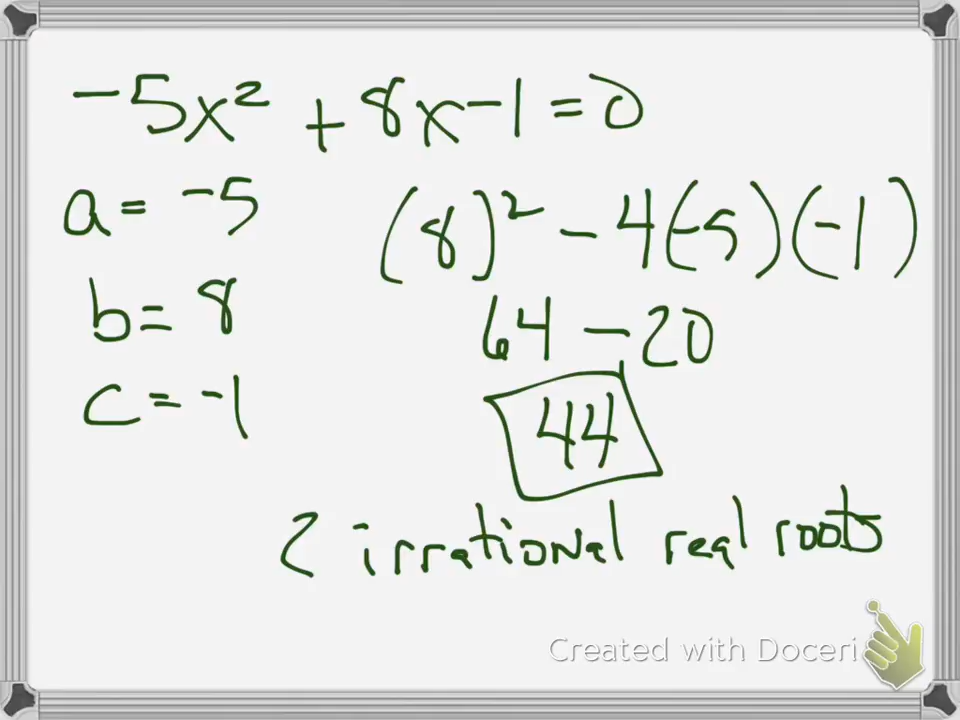 -5x² + 8x-1=0
a= -5
(8)² - 4(-5)(-1)
b= 8
64 - 20
c= -1
44
2 irrational real roots
Created with Doceri